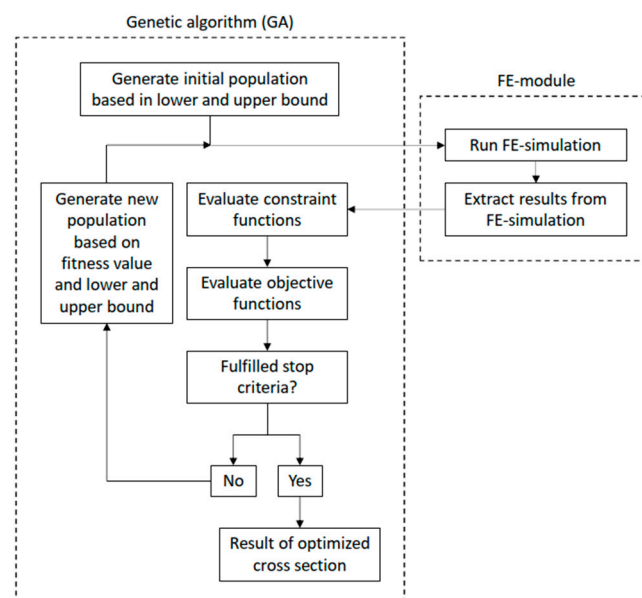 Genetic algorithm (GA)
Generate initial population
based in lower and upper bound
FE-module
Run FE-simulation
Extract results from
FE-simulation
Generate new
population
based on
fitness value
and lower and
upper bound
Evaluate constraint
functions
Evaluate objective
functions
Fulfilled stop
criteria?
No
Yes
Result of optimized
cross section